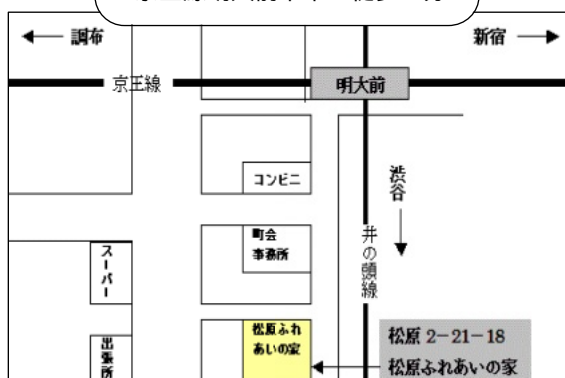 ← 調布
新宿 →
京王線
明大前
コンビニ
渋谷
町会
事務所
井の頭線
スーパー
松原ふれ
あいの家
松原 2-21-18
松原ふれあいの家
出張所